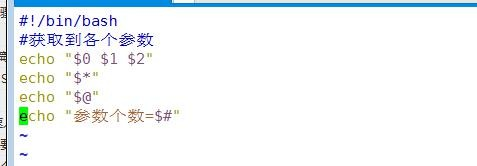 #!/bin/bash
#获取到各个参数
echo "$0 $1 $2"
echo "$*"
echo "$@"
echo "参数个数=$#"
~
~